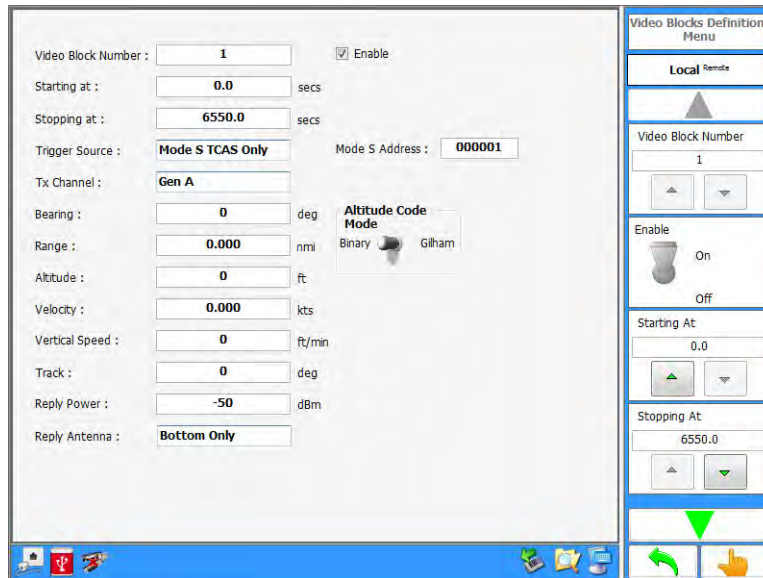 Video Block Number : 1 Enable
Starting at : 0.0 secs
Stopping at : 6550.0 secs
Trigger Source : Mode S TCAS Only Mode S Address : 000001
Tx Channel : Gen A
Bearing : 0 deg
Altitude Code Mode
Binary Gilham
Range : 0.000 nmi
Altitude : 0 ft
Velocity : 0.000 kts
Vertical Speed : 0 ft/min
Track : 0 deg
Reply Power : -50 dBm
Reply Antenna : Bottom Only
Video Blocks Definition
Menu
Local Remote
Video Block Number
1
Enable
On
Off
Starting At
0.0
Stopping At
6550.0